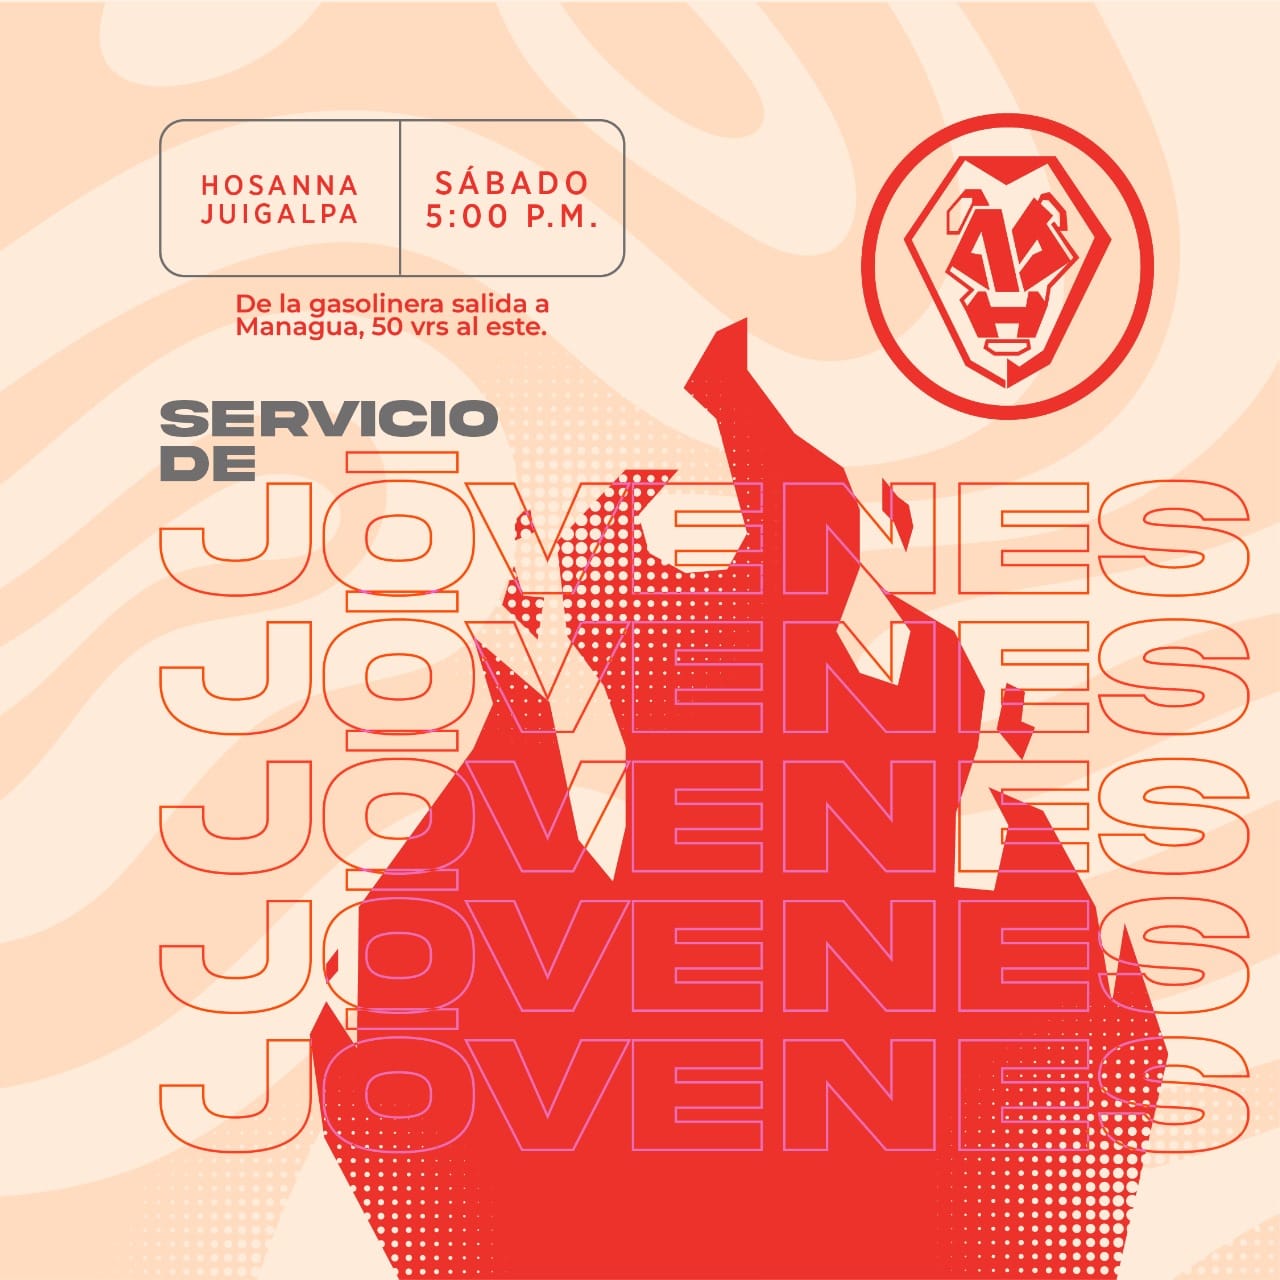 HOSANNA
JUIGALPA
SÁBADO
5:00 P.M.
De la gasolinera salida a
Managua, 50 vrs al este.
SERVICIO
DE
JÓVENES
JÓVENES
JÓVENES
JÓVENES
JÓVENES